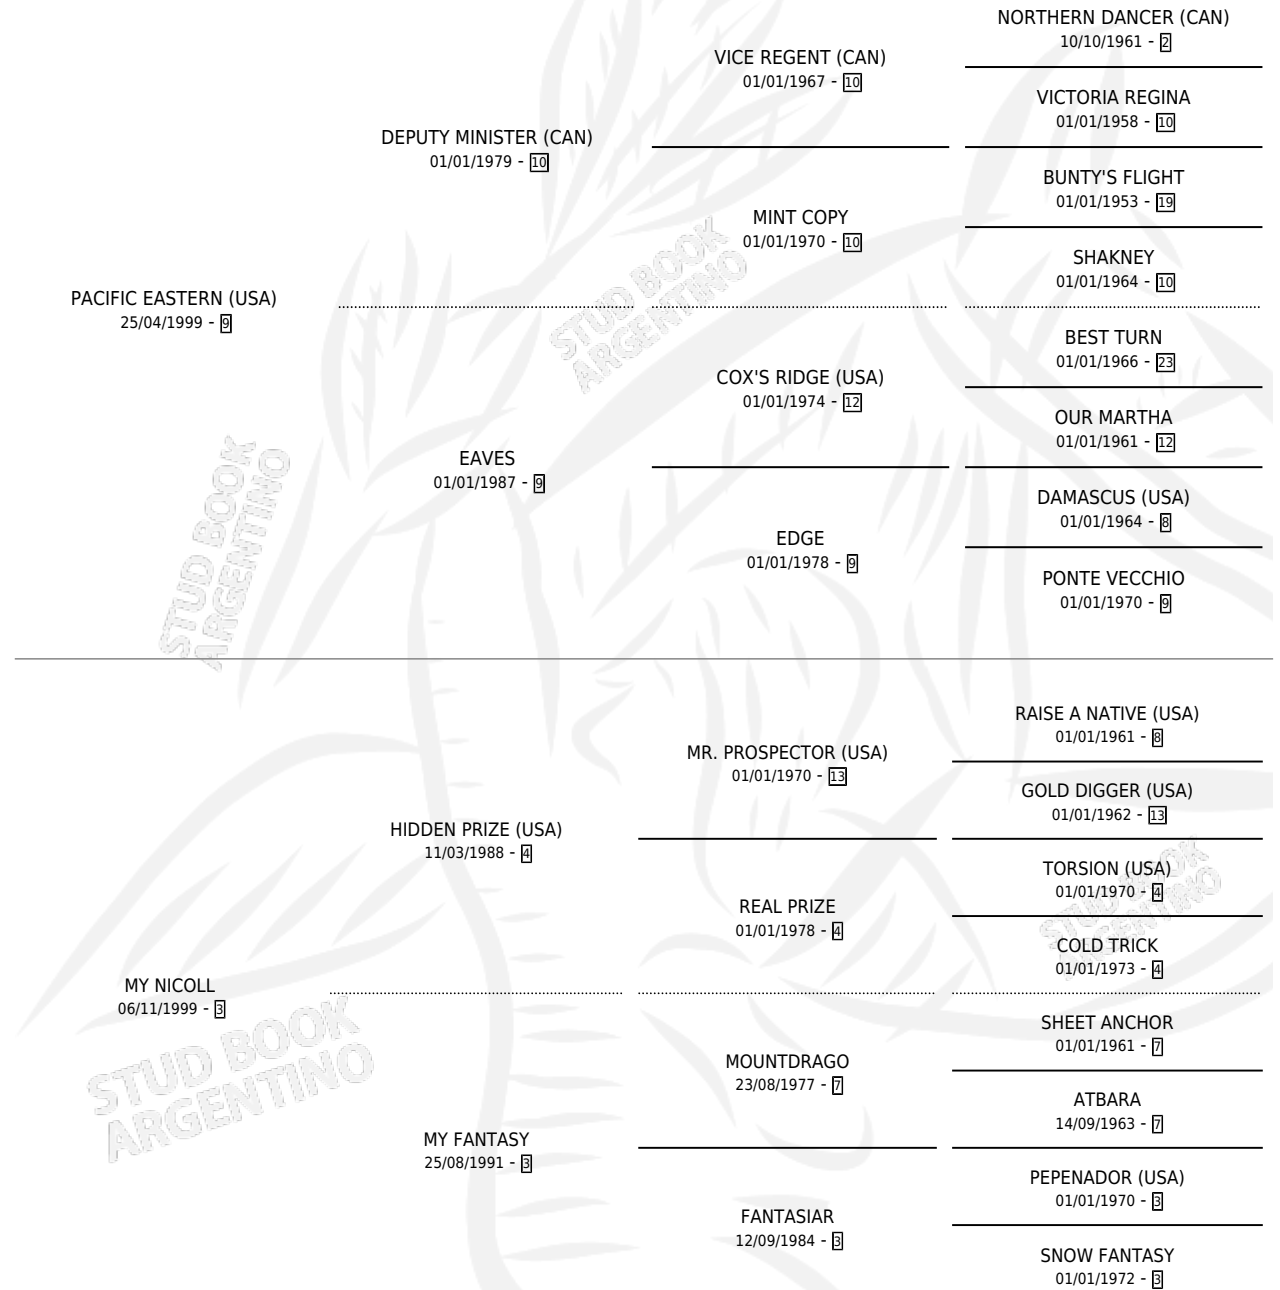 NORTHERN DANCER (CAN)
10/10/1961 - 2
VICE REGENT (CAN)
01/01/1967 - 10
VICTORIA REGINA
01/01/1958 - 10
DEPUTY MINISTER (CAN)
01/01/1979 - 10
BUNTY'S FLIGHT
01/01/1953 - 19
MINT COPY
01/01/1970 - 10
SHAKNEY
01/01/1964 - 10
PACIFIC EASTERN (USA)
25/04/1999 - 9
BEST TURN
01/01/1966 - 23
COX'S RIDGE (USA)
01/01/1974 - 12
OUR MARTHA
01/01/1961 - 12
EAVES
01/01/1987 - 9
DAMASCUS (USA)
01/01/1964 - 8
EDGE
01/01/1978 - 9
PONTE VECCHIO
01/01/1970 - 9
STUD BOOK
ARGENTINO
STUD BOOK
ARGENTINO
RAISE A NATIVE (USA)
01/01/1961 - 8
MR. PROSPECTOR (USA)
01/01/1970 - 13
GOLD DIGGER (USA)
01/01/1962 - 13
HIDDEN PRIZE (USA)
11/03/1988 - 4
TORSION (USA)
01/01/1970 - 4
REAL PRIZE
01/01/1978 - 4
COLD TRICK
01/01/1973 - 4
STUD BOOK
ARGENTINO
MY NICOLL
06/11/1999 - 3
SHEET ANCHOR
01/01/1961 - 7
MOUNTDRAGO
23/08/1977 - 7
ATBARA
14/09/1963 - 7
MY FANTASY
25/08/1991 - 3
PEPENADOR (USA)
01/01/1970 - 3
FANTASIAR
12/09/1984 - 3
SNOW FANTASY
01/01/1972 - 3
STUD BOOK
ARGENTINO